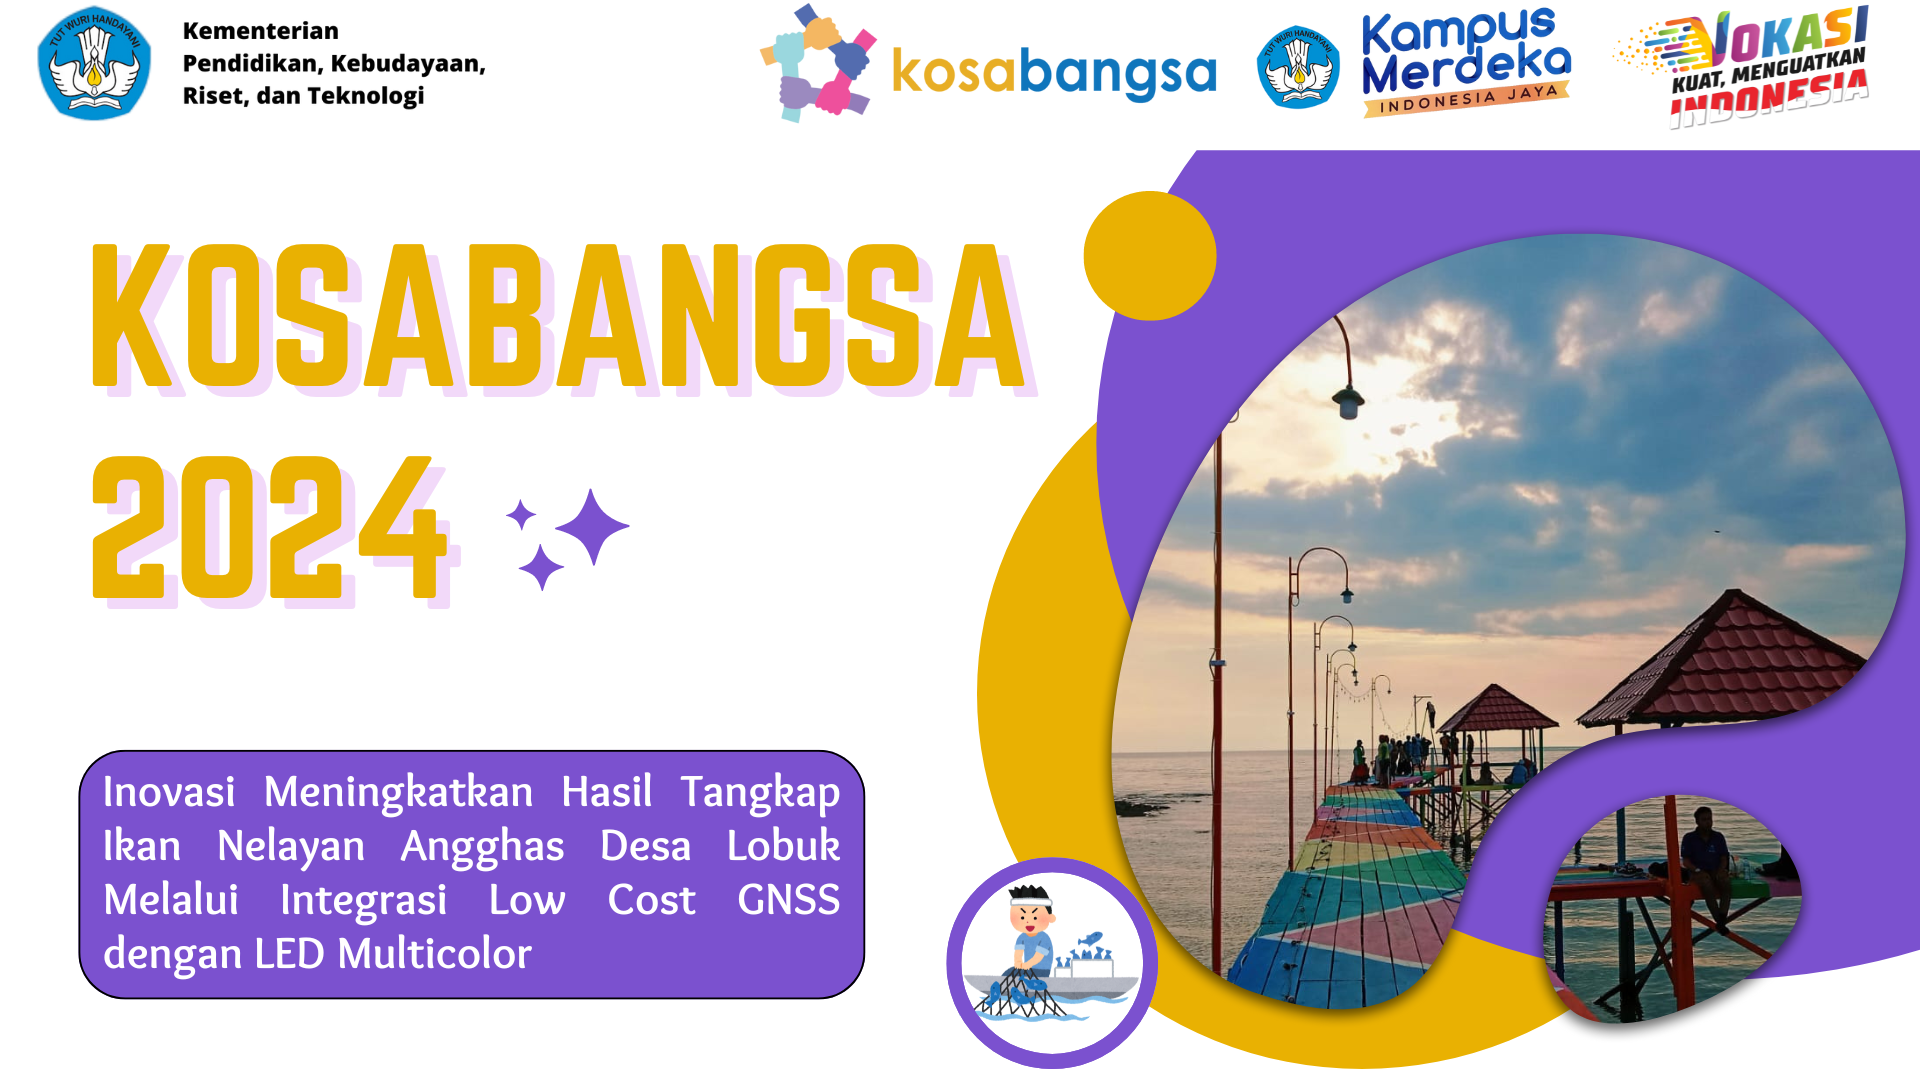 TUT WURI HANDAYANI
Kementerian
Pendidikan, Kebudayaan,
Riset, dan Teknologi
kosabangsa
TUT WURI HANDAYANI
Kampus
Merdeka
INDONESIA JAYA
VOKASI
KUAT, MENGUATKAN
INDONESIA
KOSABANGSA
2024
Inovasi Meningkatkan Hasil Tangkap
Ikan Nelayan Angghas Desa Lobuk
Melalui Integrasi Low Cost GNSS
dengan LED Multicolor